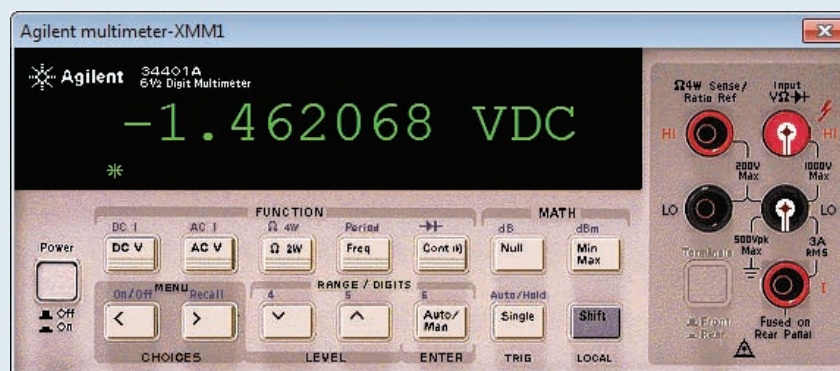 Agilent multimeter-XMM1
Agilent 34401A
6½ Digit Multimeter
-1.462068 VDC
Ω4W Sense/
Ratio Ref
Input
VΩ
HI
HI
200V
Max
1000V
Max
LO
LO
500Vpk
Max
3A
RMS
Terminals
I
Front
Rear
Fused on
Rear Panal
FUNCTION
MATH
DC I
AC I
Ω 4W
Period
dB
dBm
Power
DC V
AC V
Ω 2W
Freq
Cont
Null
Min
Max
Off
On
MENU
RANGE / DIGITS
On/Off
Recall
4
5
6
Auto/Hold
<
>
Auto/
Man
Single
Shift
CHOICES
LEVEL
ENTER
TRIG
LOCAL